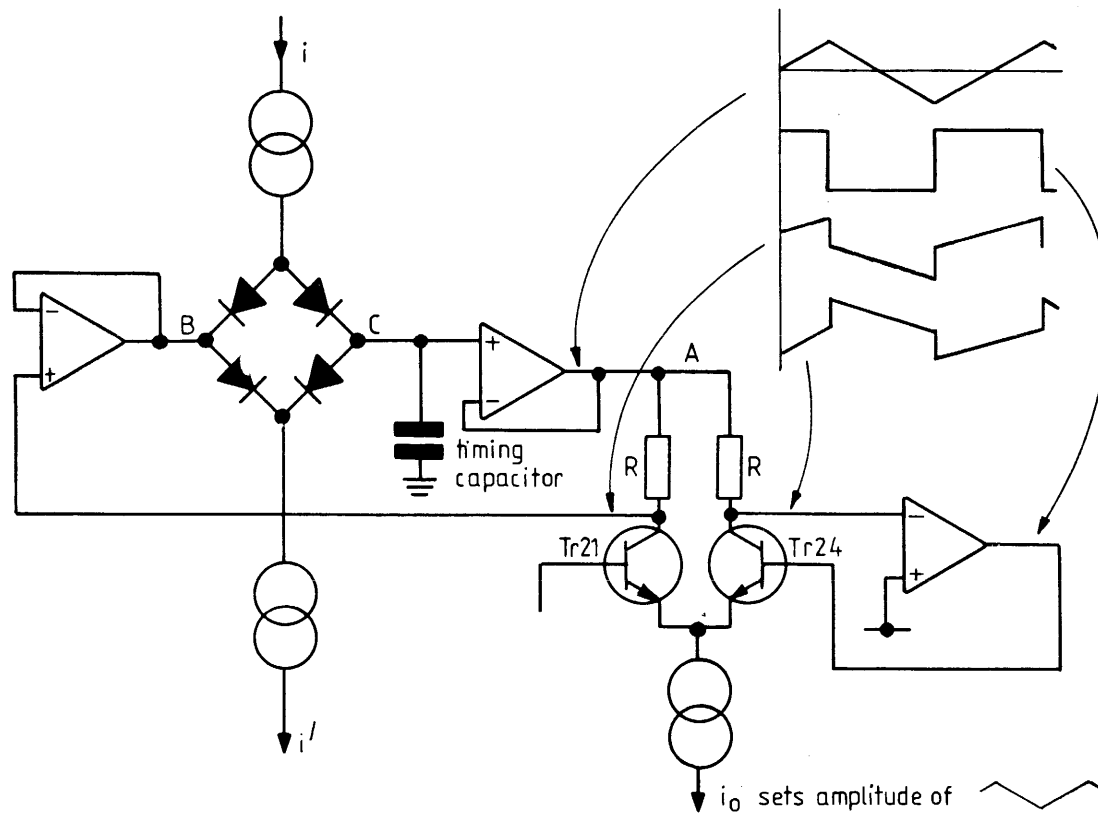 i
B
C
A
timing
capacitor
R
R
Tr21
Tr24
i'
i₀ sets amplitude of